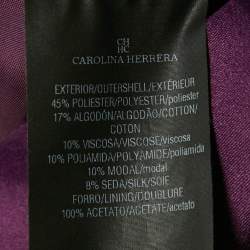 CH
HC
CAROLINA HERRERA
EXTERIOR/OUTERSHELL/EXTÉRIEUR
45% POLIESTER/POLYESTER/poliester
17% ALGODÓN/ALGODÃO/COTTON/
COTON
10% VISCOSA/VISCOSE/viscosa
10% POLIAMIDA/POLYAMIDE/poliamida
10% MODAL/modal
8% SEDA/SILK/SOIE
FORRO/LINING/DOUBLURE
100% ACETATO/ACETATE/acetato